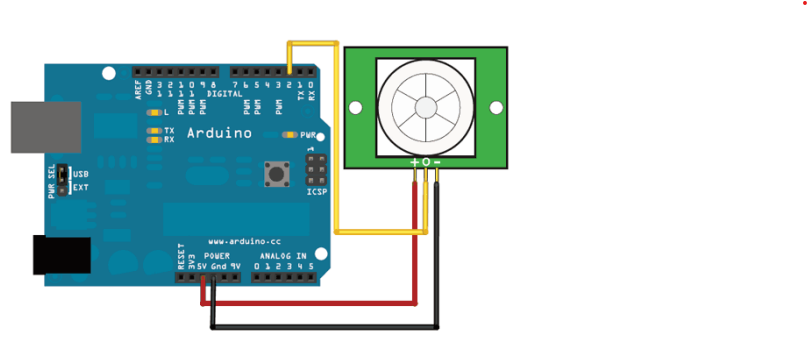 AREF
GND
13
12
11
10
9
8
7
6
5
4
3
2
1
0
PWM
PWM
PWM
PWM
PWM
PWM
TX
RX
DIGITAL
L
TX
RX
Arduino
PWR
1
ICSP
PWR SEL
USB
EXT
www.arduino.cc
POWER
ANALOG IN
RESET
3V3
5V Gnd 9V
0 1 2 3 4 5
+ O -